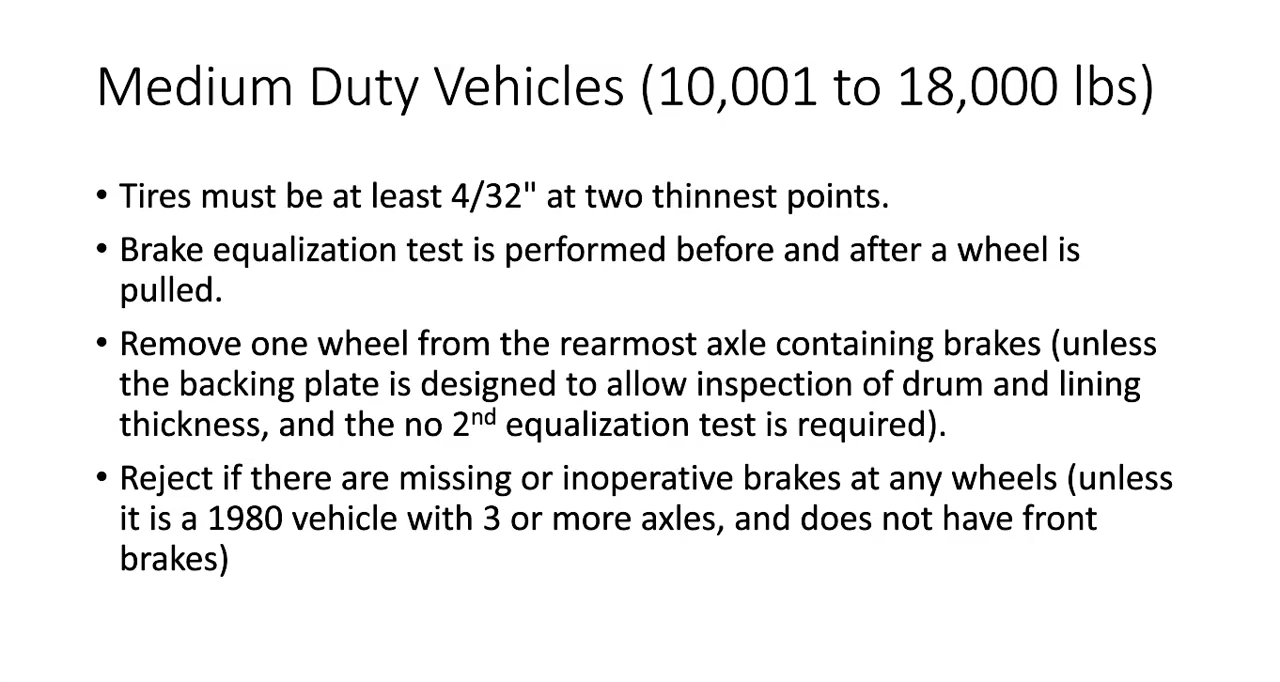 Medium Duty Vehicles (10,001 to 18,000 lbs)
• Tires must be at least 4/32" at two thinnest points.
• Brake equalization test is performed before and after a wheel is
pulled.
• Remove one wheel from the rearmost axle containing brakes (unless
the backing plate is designed to allow inspection of drum and lining
thickness, and the no 2nd equalization test is required).
• Reject if there are missing or inoperative brakes at any wheels (unless
it is a 1980 vehicle with 3 or more axles, and does not have front
brakes)